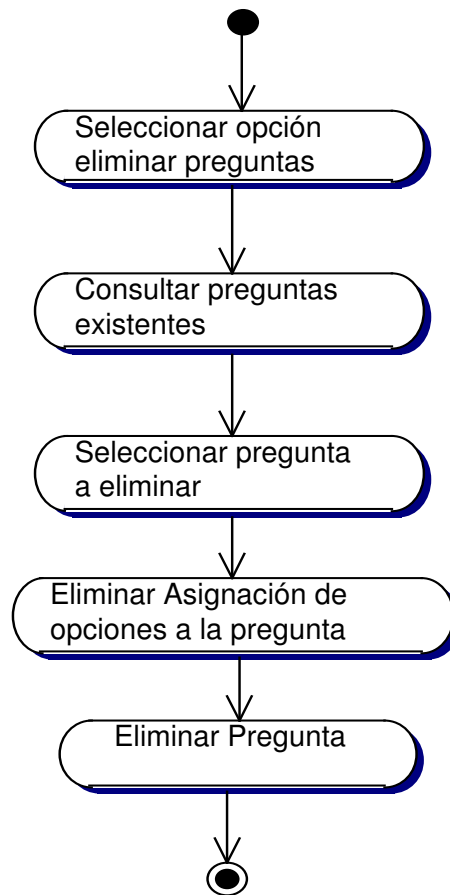 Seleccionar opción
eliminar preguntas
Consultar preguntas
existentes
Seleccionar pregunta
a eliminar
Eliminar Asignación de
opciones a la pregunta
Eliminar Pregunta